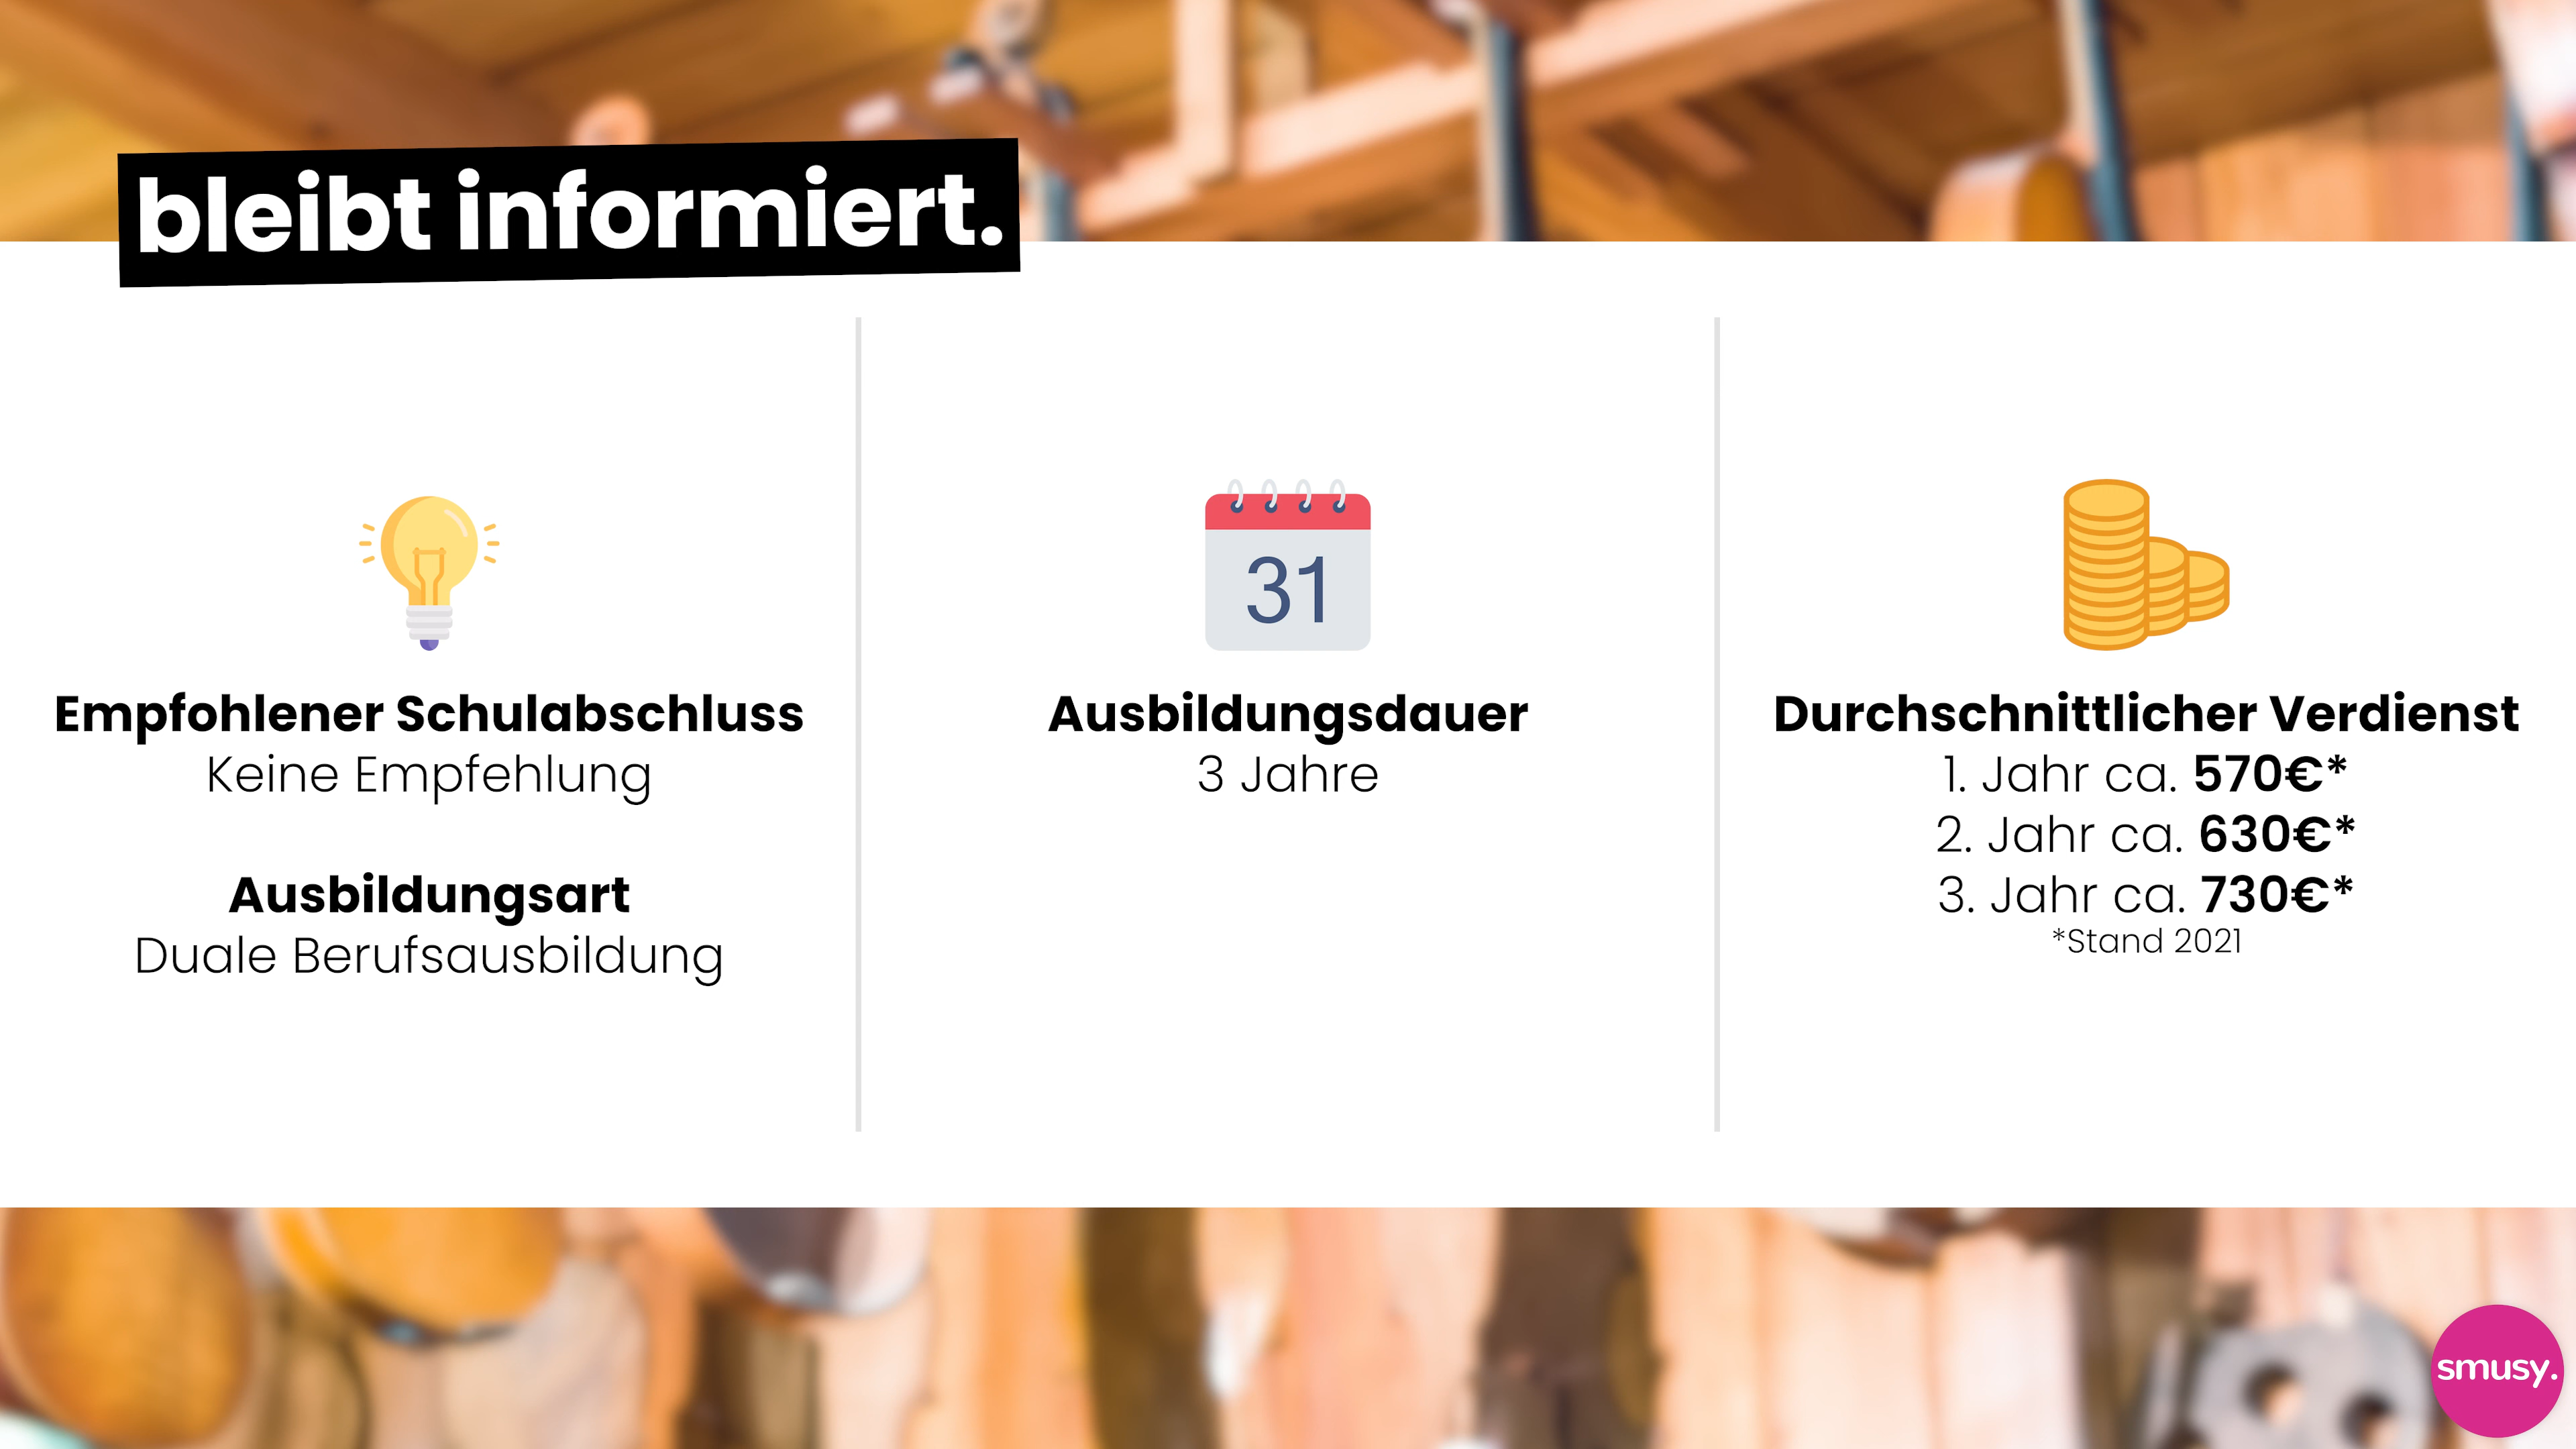 bleibt informiert.
31
Empfohlener Schulabschluss
Keine Empfehlung
Ausbildungsart
Duale Berufsausbildung
Ausbildungsdauer
3 Jahre
Durchschnittlicher Verdienst
1. Jahr ca. 570€*
2. Jahr ca. 630€*
3. Jahr ca. 730€*
*Stand 2021
smusy.